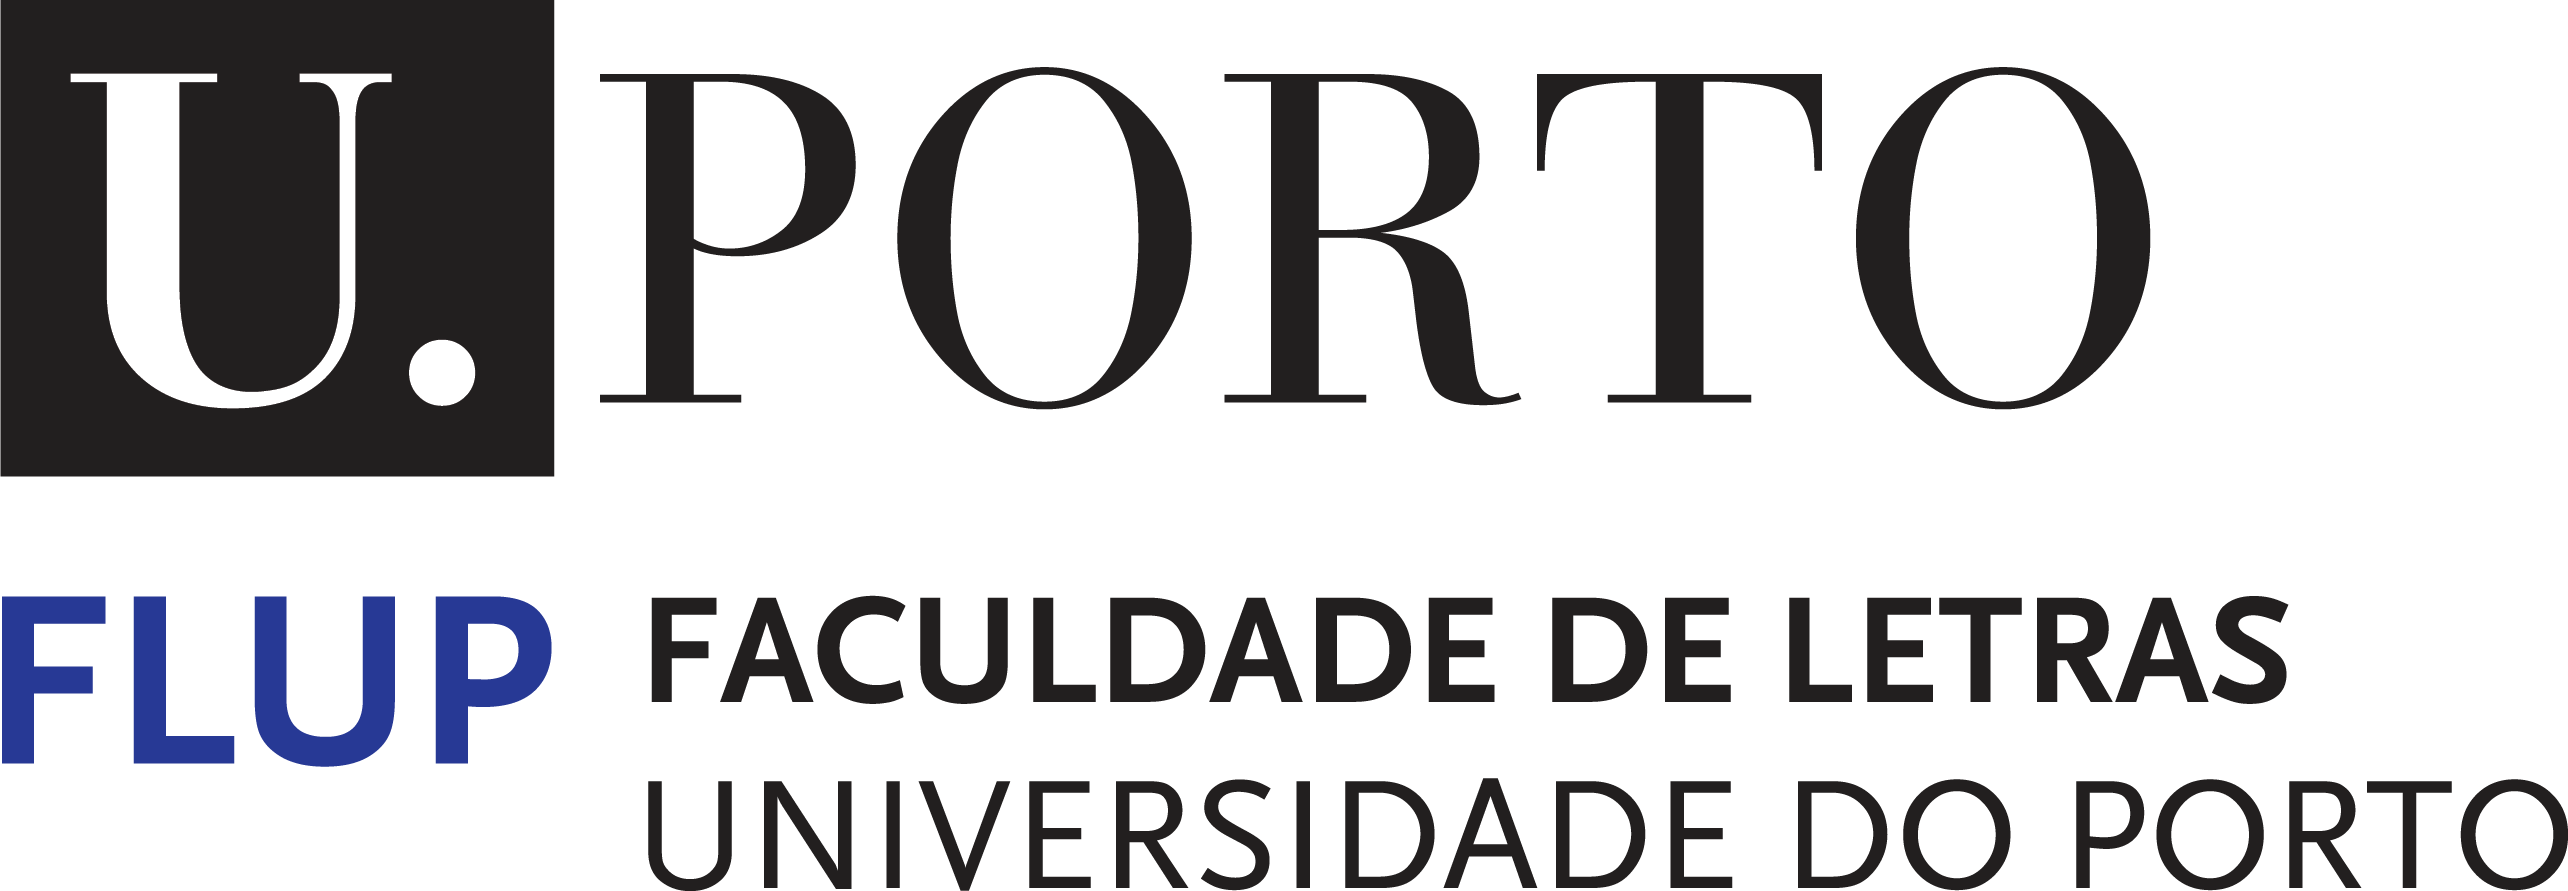 U. PORTO
FLUP FACULDADE DE LETRAS
UNIVERSIDADE DO PORTO